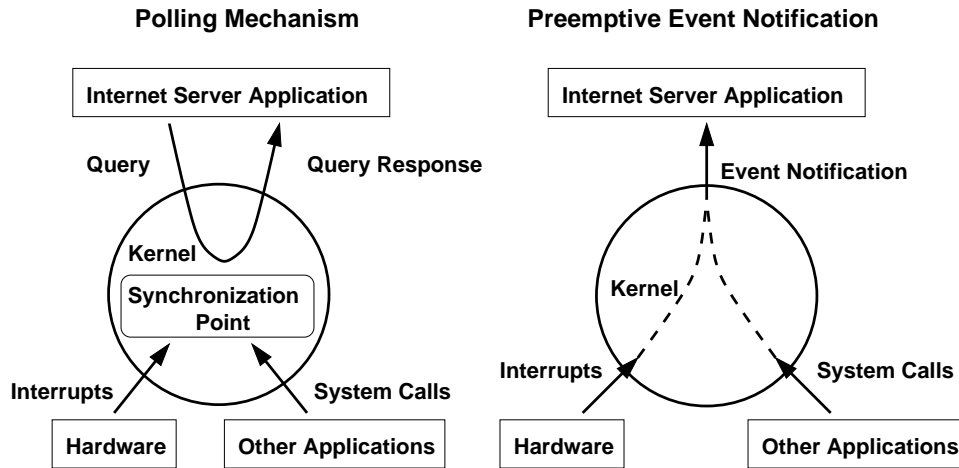 Polling Mechanism
Internet Server Application
Query
Query Response
Kernel
Synchronization
Point
Interrupts
System Calls
Hardware
Other Applications
Preemptive Event Notification
Internet Server Application
Event Notification
Kernel
Interrupts
System Calls
Hardware
Other Applications